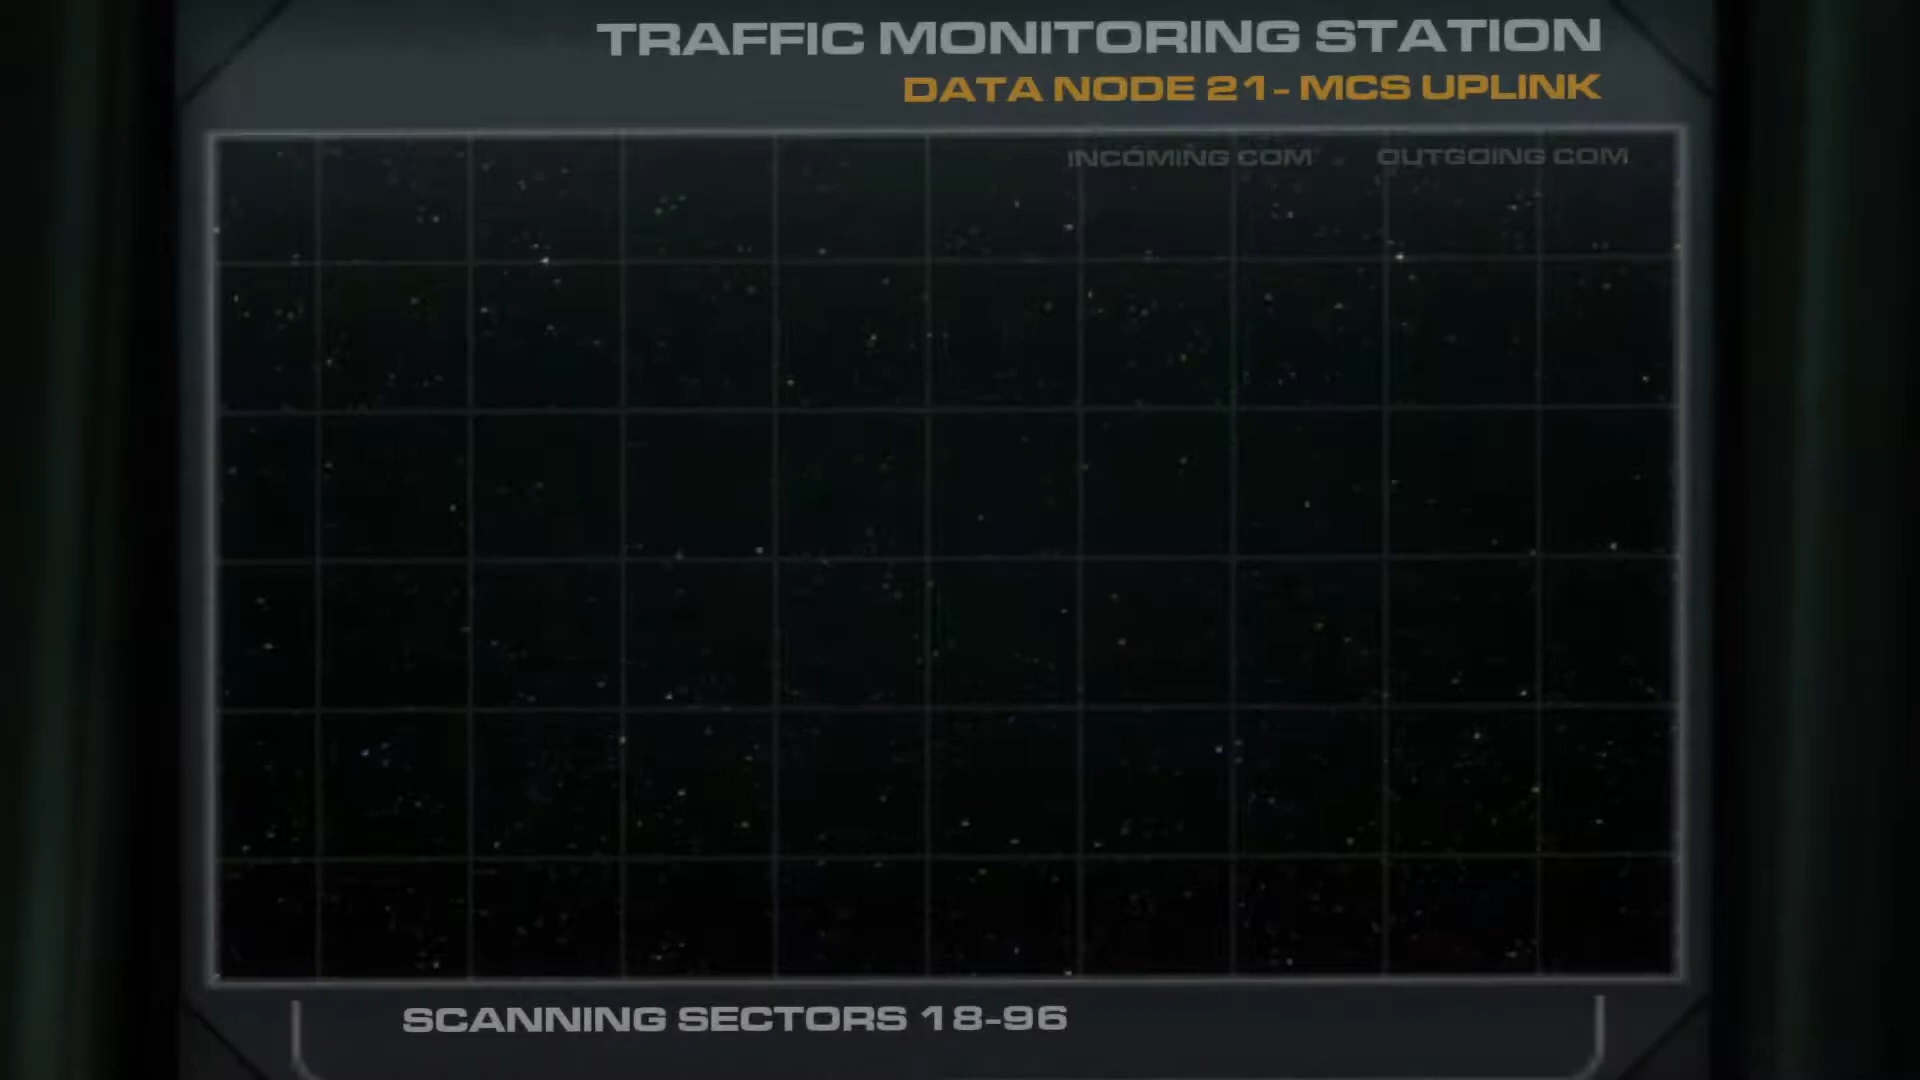 TRAFFIC MONITORING STATION
DATA NODE 21- MCS UPLINK
INCOMING COM OUTGOING COM
SCANNING SECTORS 18-96